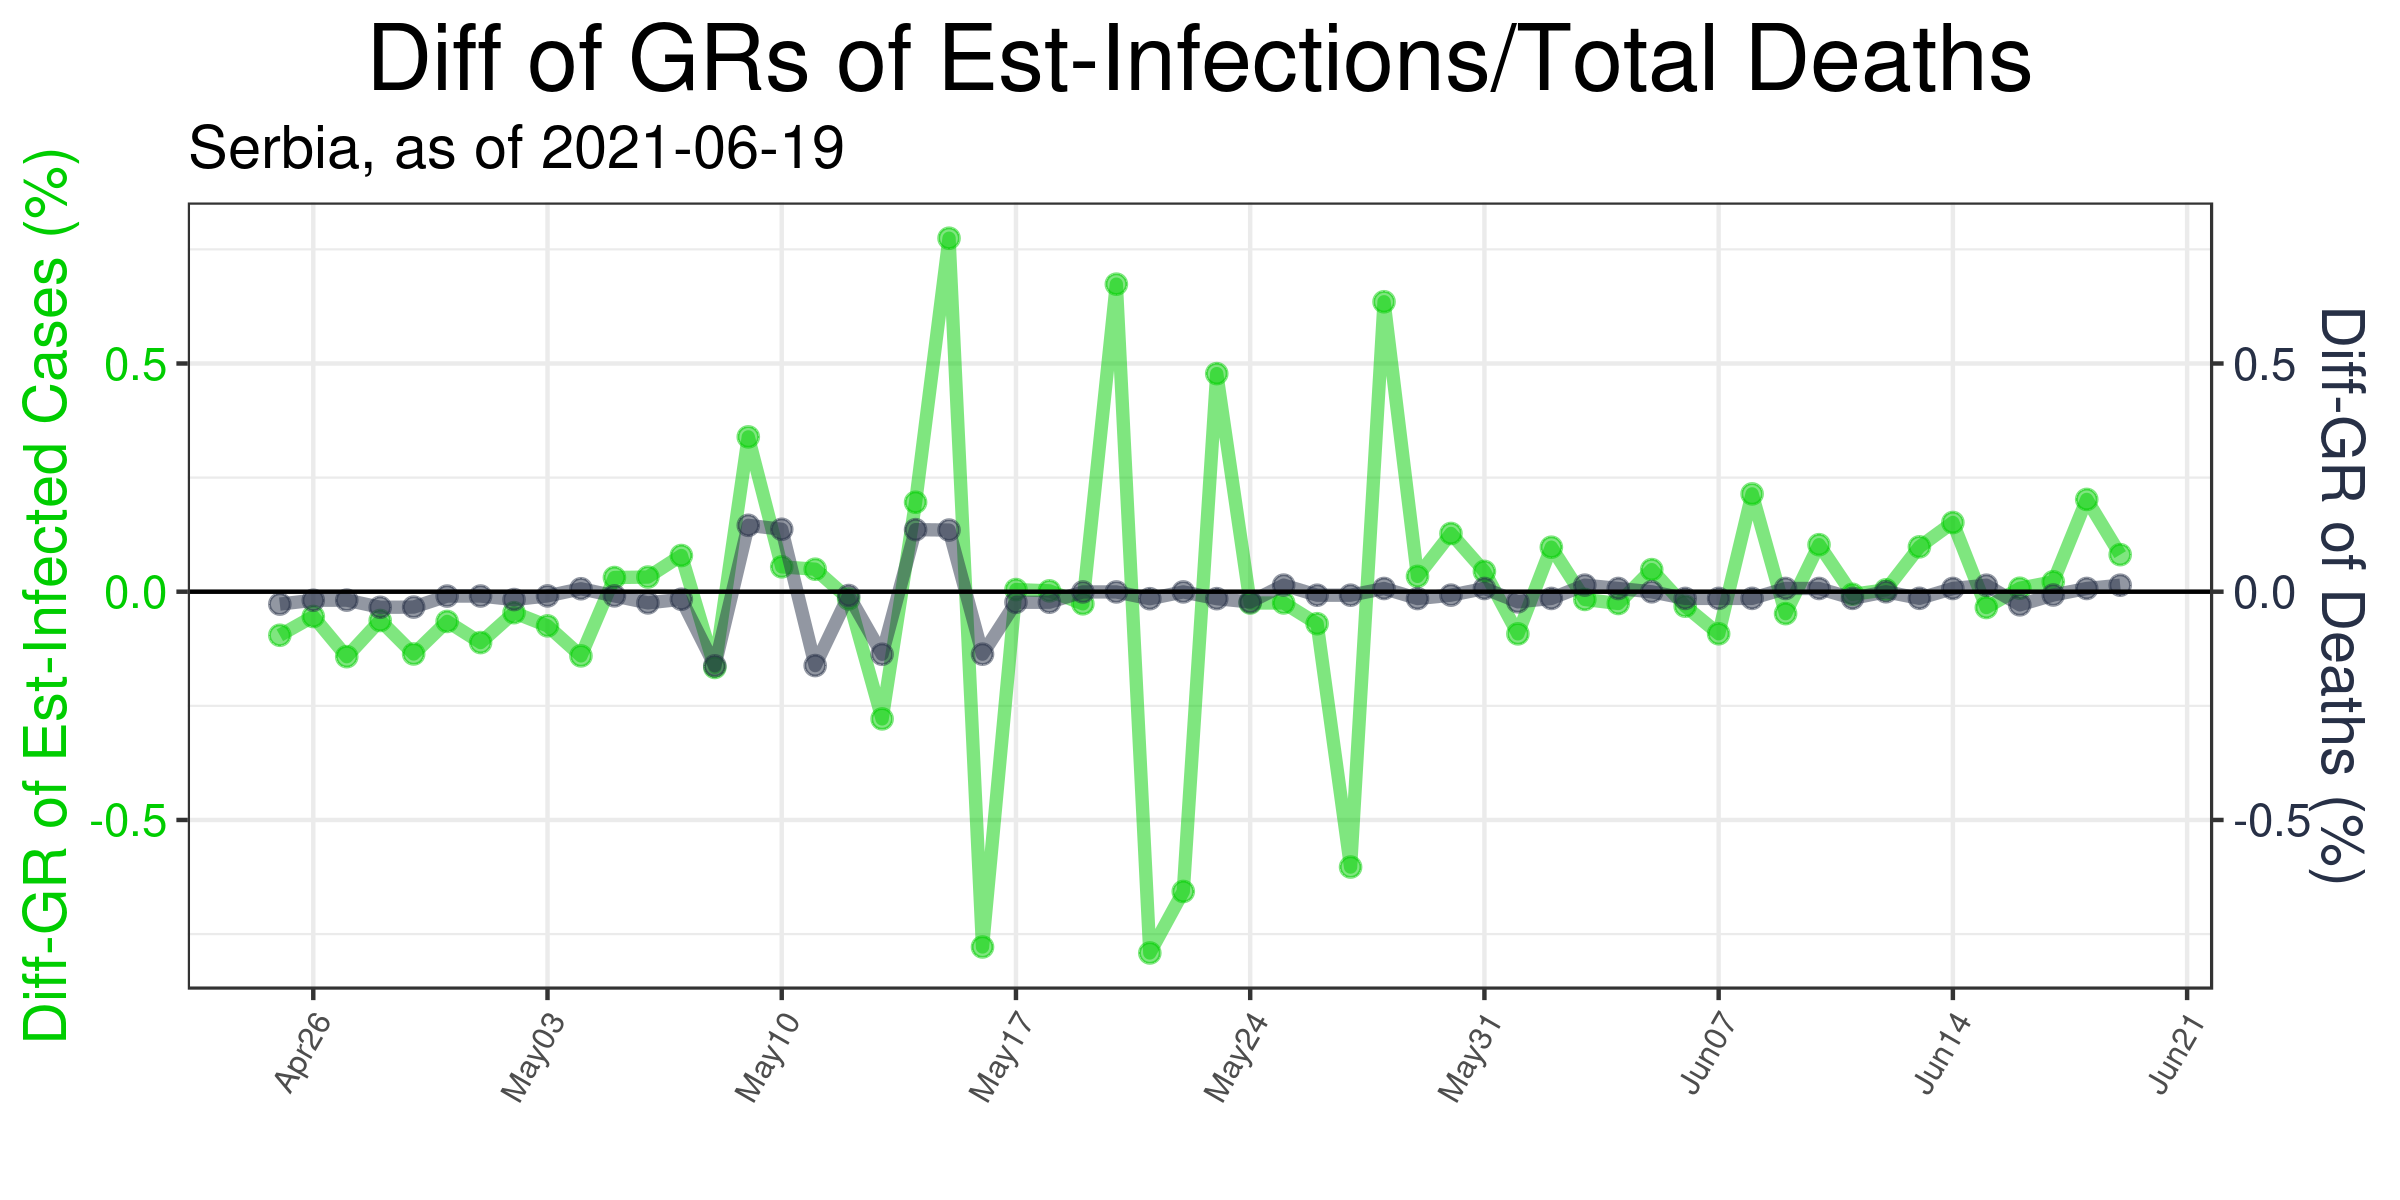 Diff of GRs of Est-Infections/Total Deaths
Serbia, as of 2021-06-19
Diff-GR of Est-Infected Cases (%)
0.5
0.0
-0.5
0.5
0.0
-0.5
Diff-GR of Deaths (%)
Apr26
May03
May10
May17
May24
May31
Jun07
Jun14
Jun21